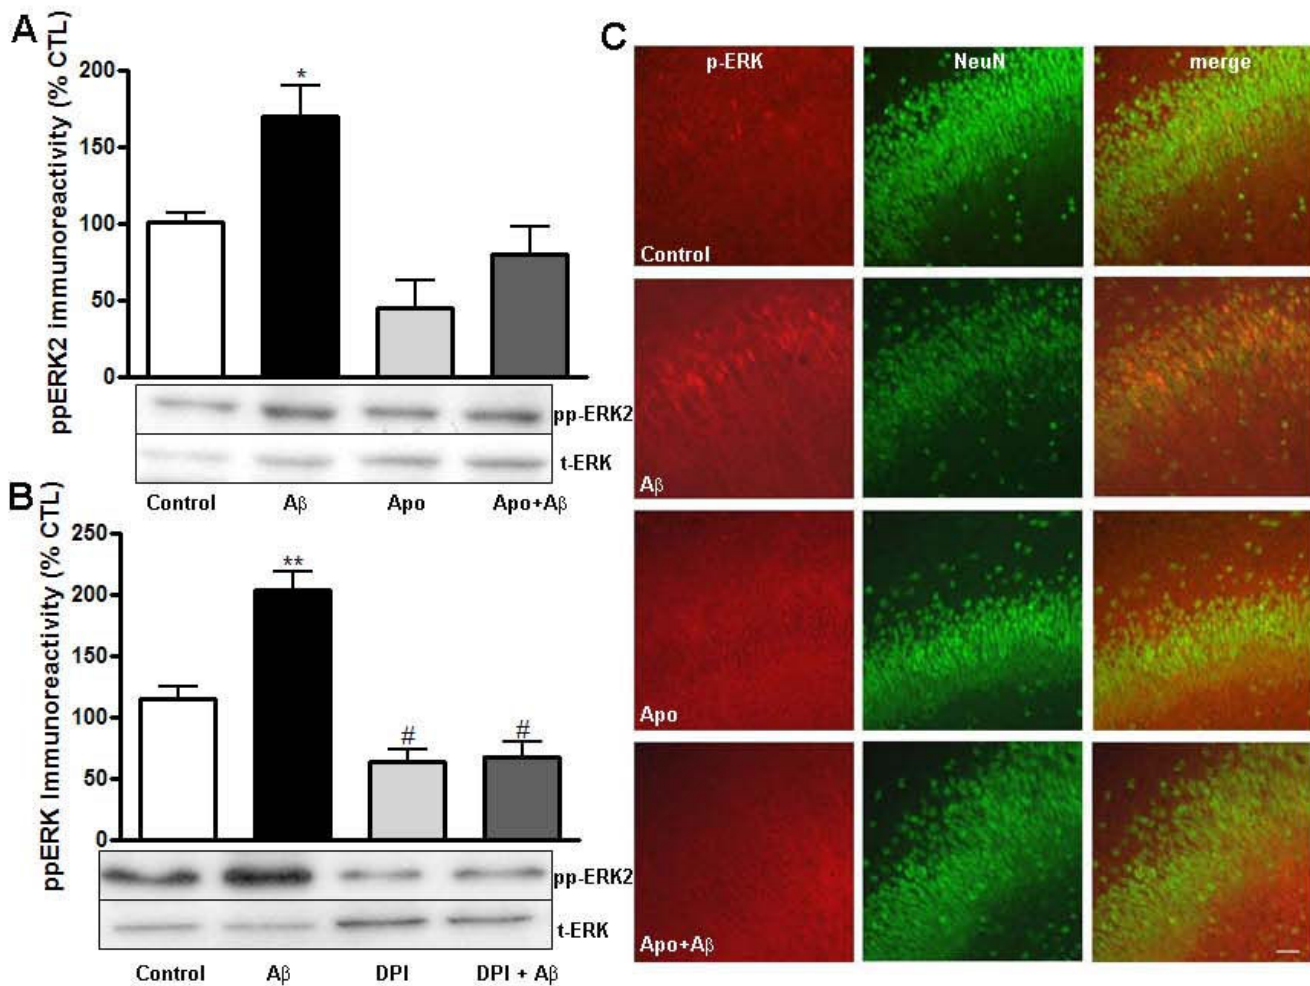 A
ppERK2 immunoreactivity (% CTL)
200
150
100
50
0
*
pp-ERK2
t-ERK
Control Aβ Apo Apo+Aβ
B
ppERK Immunoreactivity (% CTL)
250
200
150
100
50
0
**
# #
pp-ERK2
t-ERK
Control Aβ DPI DPI + Aβ
C
p-ERK NeuN merge
Control
Aβ
Apo
Apo+Aβ